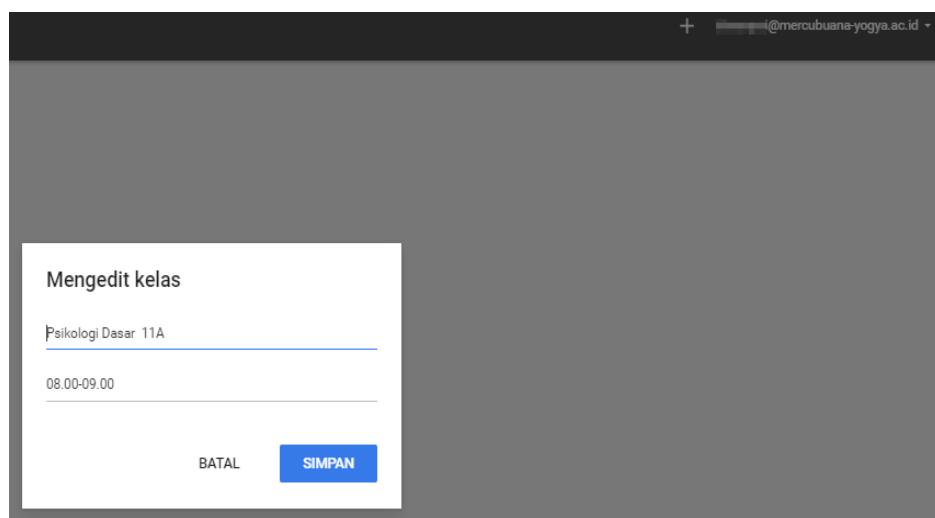 + @mercubuana-yogya.ac.id
Mengedit kelas
Psikologi Dasar 11A
08.00-09.00
BATAL SIMPAN